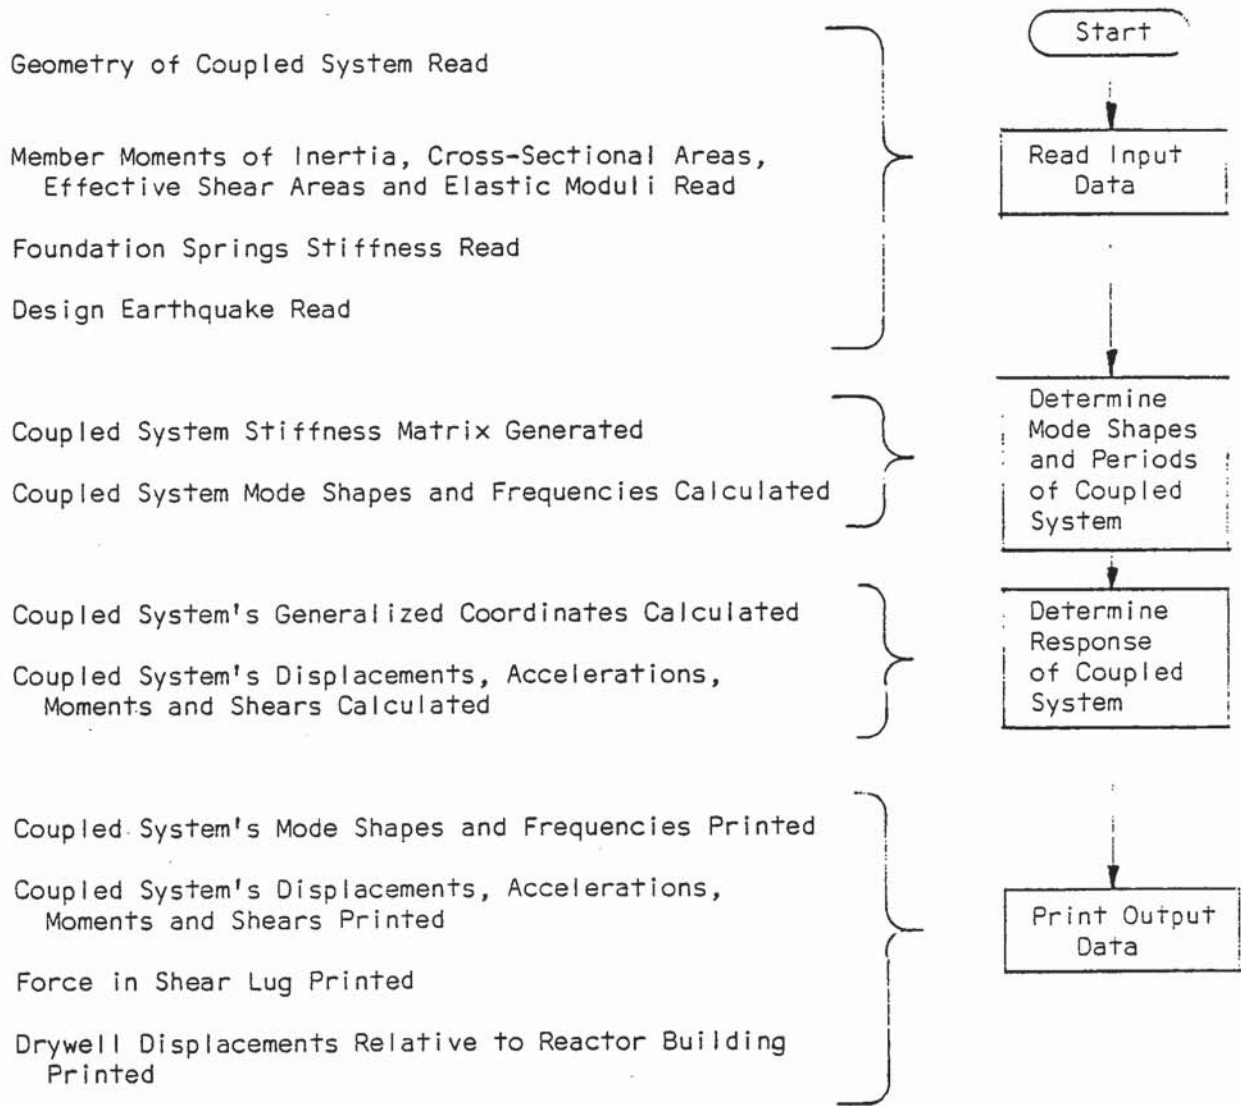 Start
Geometry of Coupled System Read
Member Moments of Inertia, Cross-Sectional Areas,
Effective Shear Areas and Elastic Moduli Read
Foundation Springs Stiffness Read
Design Earthquake Read
Read Input
Data
Coupled System Stiffness Matrix Generated
Coupled System Mode Shapes and Frequencies Calculated
Determine
Mode Shapes
and Periods
of Coupled
System
Coupled System's Generalized Coordinates Calculated
Coupled System's Displacements, Accelerations,
Moments and Shears Calculated
Determine
Response
of Coupled
System
Coupled System's Mode Shapes and Frequencies Printed
Coupled System's Displacements, Accelerations,
Moments and Shears Printed
Force in Shear Lug Printed
Drywell Displacements Relative to Reactor Building
Printed
Print Output
Data